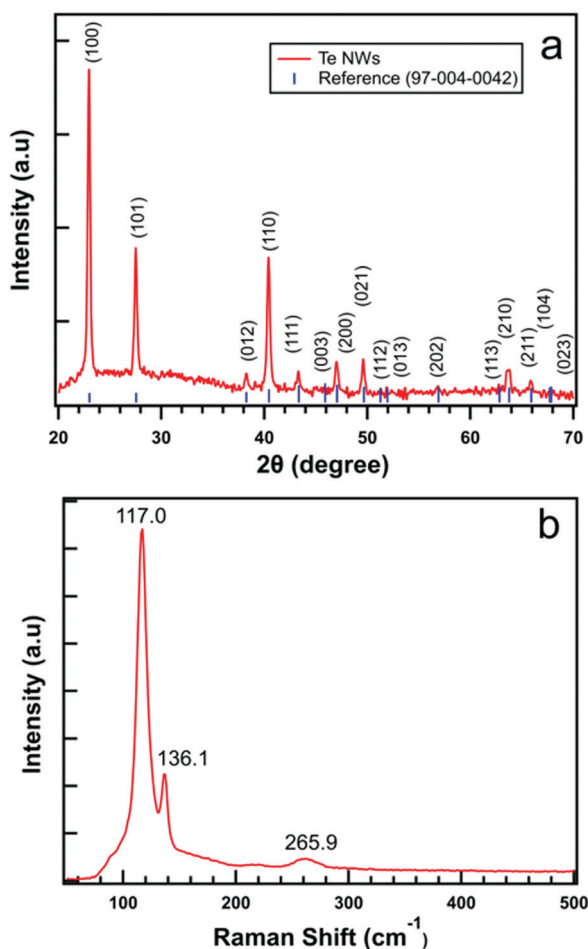 a
Te NWs
Reference (97-004-0042)
(100)
(101)
(012)
(110)
(111)
(003)
(200)
(021)
(112)
(013)
(202)
(113)
(210)
(211)
(104)
(023)
Intensity (a.u)
20 30 40 50 60 70
2θ (degree)
b
117.0
136.1
265.9
Intensity (a.u)
100 200 300 400 500
Raman Shift (cm⁻¹)